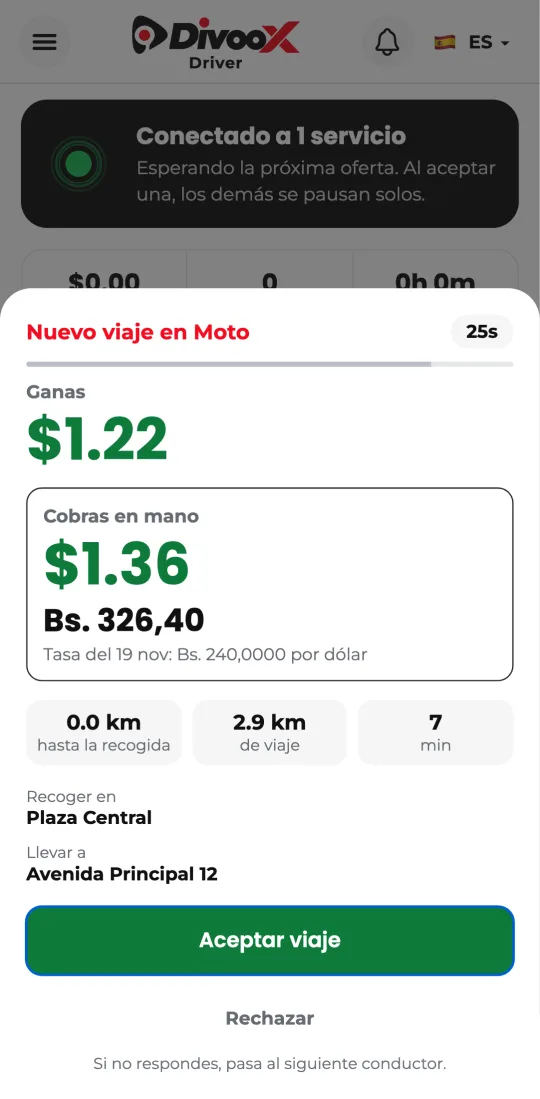 DivooX
Driver
ES
Conectado a 1 servicio
Esperando la próxima oferta. Al aceptar
una, los demás se pausan solos.
$0.00 0 0h 0m
Nuevo viaje en Moto 25s
Ganas
$1.22
Cobras en mano
$1.36
Bs. 326,40
Tasa del 19 nov: Bs. 240,0000 por dólar
0.0 km 2.9 km 7
hasta la recogida de viaje min
Recoger en
Plaza Central
Llevar a
Avenida Principal 12
Aceptar viaje
Rechazar
Si no respondes, pasa al siguiente conductor.